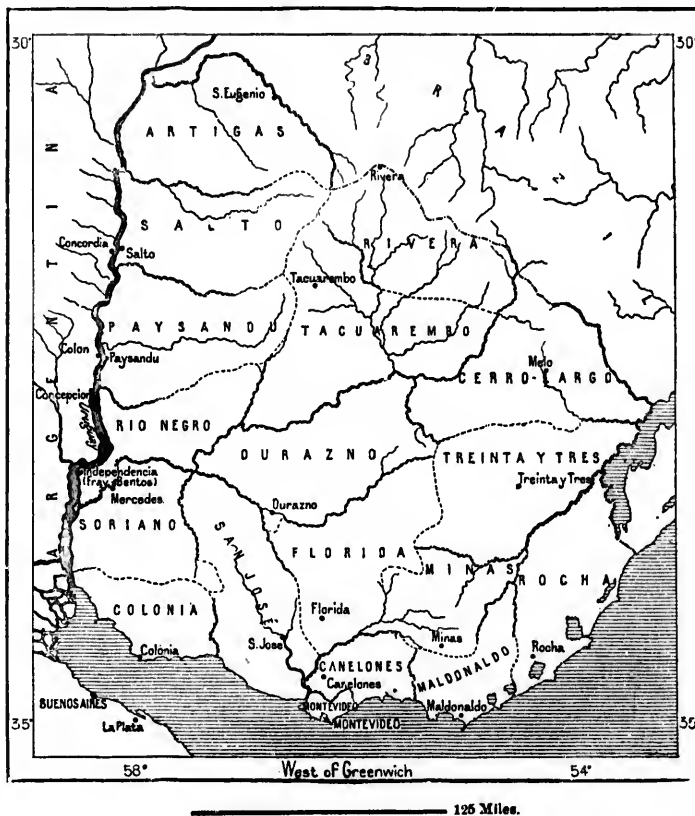 30°
30°
B
R
A
Z
I
S. Eugenio
ARTIGAS
Rivera
SALTO
RIVERA
Concordia
Salto
Tacuarembo
PAYSANDU
TACUAREMBO
Colon
Paysandu
Melo
CERRO-LARGO
Concepcion
Uruguay
RIO NEGRO
DURAZNO
TREINTA Y TRES
ARGENTINA
Independencia
(Fray Bentos)
Mercedes
Treinta y Tres
Durazno
SORIANO
SAN JOSE
FLORIDA
MINAS
ROCHA
COLONIA
Florida
Colonia
S. Jose
Minas
Rocha
CANELONES
Canelones
MALDONADO
BUENOS AIRES
MONTEVIDEO
Maldonaldo
La Plata
MONTEVIDEO
35°
58°
West of Greenwich
54°
125 Miles.